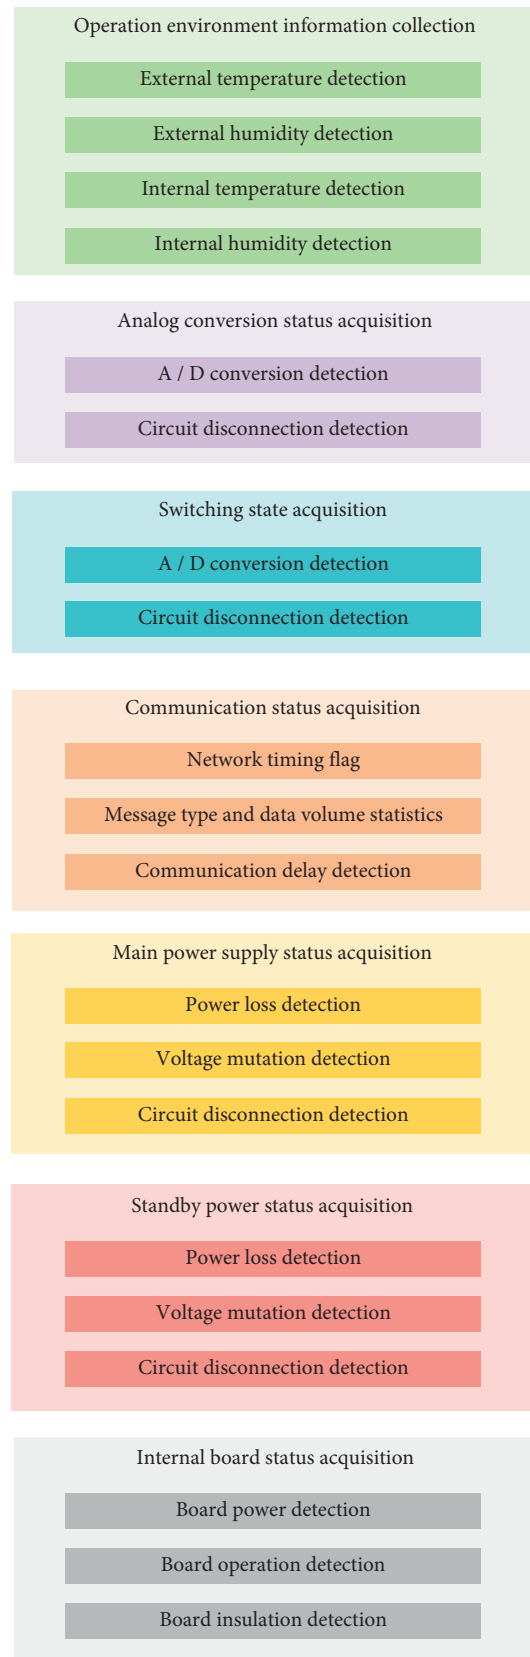 Operation environment information collection
External temperature detection
External humidity detection
Internal temperature detection
Internal humidity detection
Analog conversion status acquisition
A / D conversion detection
Circuit disconnection detection
Switching state acquisition
A / D conversion detection
Circuit disconnection detection
Communication status acquisition
Network timing flag
Message type and data volume statistics
Communication delay detection
Main power supply status acquisition
Power loss detection
Voltage mutation detection
Circuit disconnection detection
Standby power status acquisition
Power loss detection
Voltage mutation detection
Circuit disconnection detection
Internal board status acquisition
Board power detection
Board operation detection
Board insulation detection